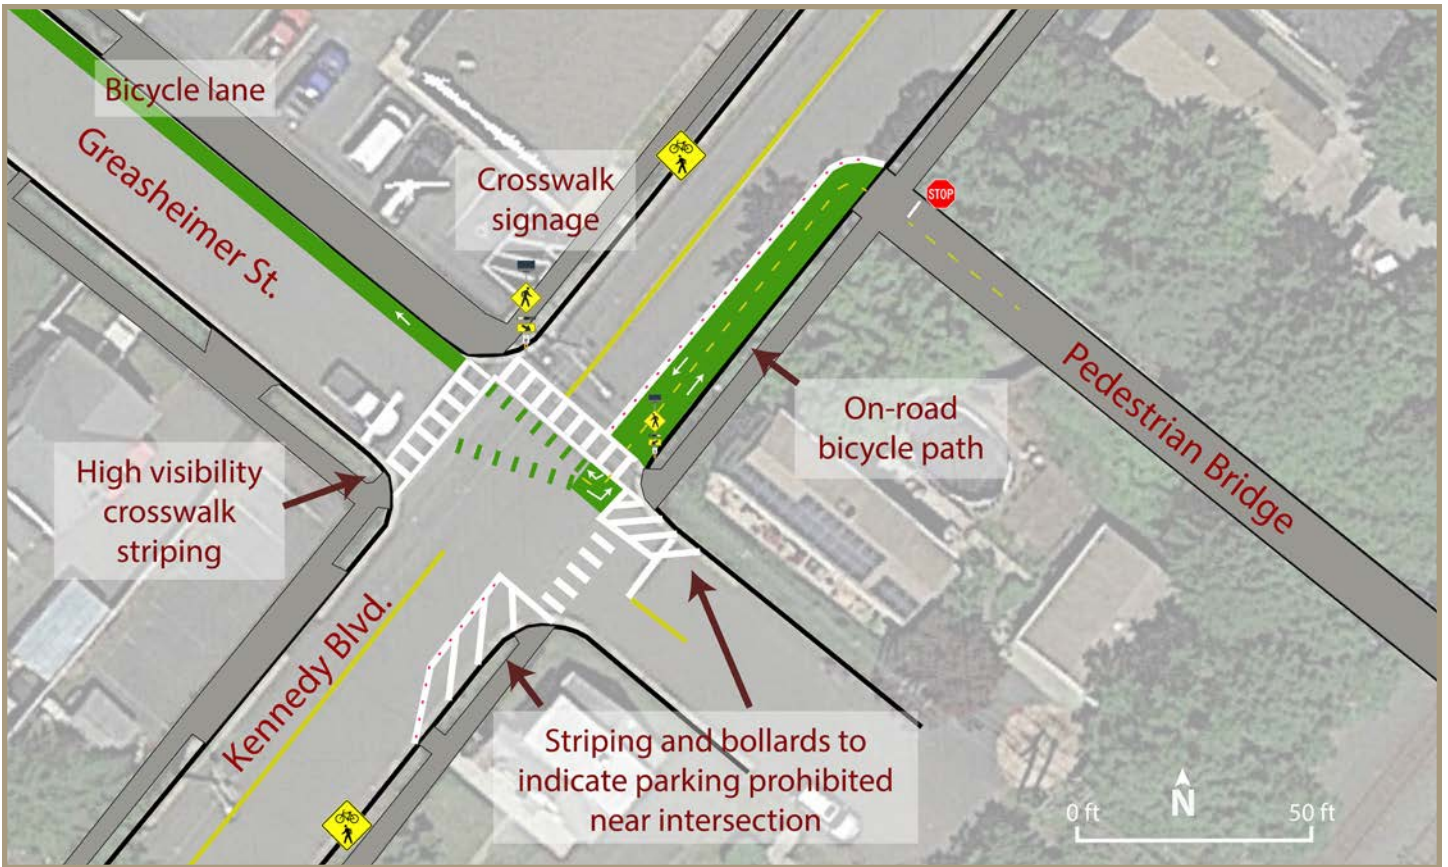 Bicycle lane
Greasheimer St.
Crosswalk
signage
STOP
On-road
bicycle path
Pedestrian Bridge
High visibility
crosswalk
striping
Kennedy Blvd.
Striping and bollards to
indicate parking prohibited
near intersection
N
0 ft
50 ft